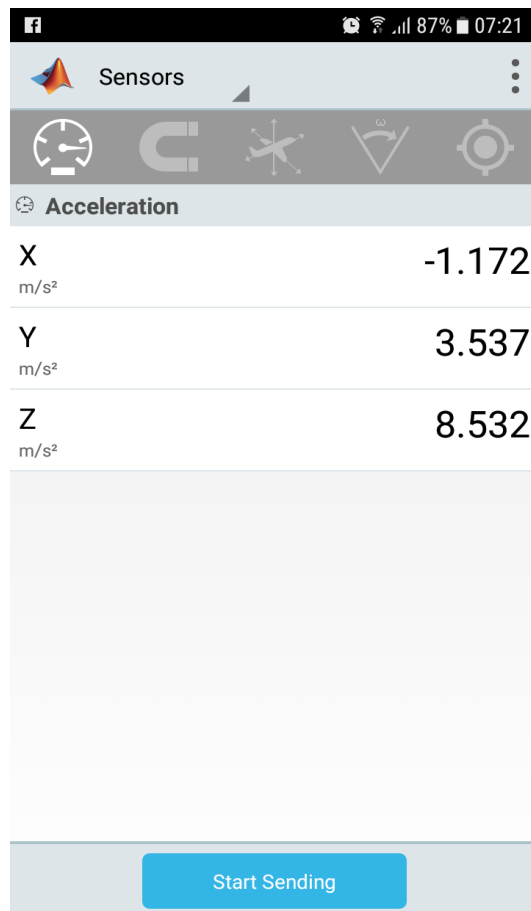 87% 07:21
Sensors
ω
Acceleration
X
-1.172
m/s²
Y
3.537
m/s²
Z
8.532
m/s²
Start Sending